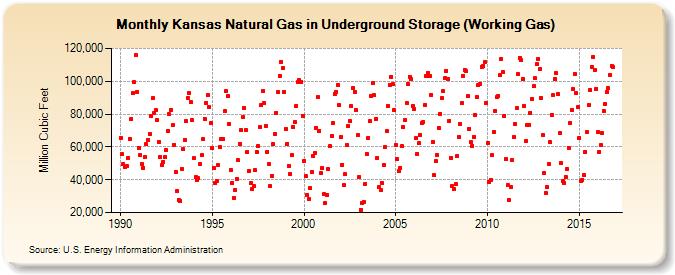 Monthly Kansas Natural Gas in Underground Storage (Working Gas)
Million Cubic Feet
120,000
100,000
80,000
60,000
40,000
20,000
1990 1995 2000 2005 2010 2015
Source: U.S. Energy Information Administration